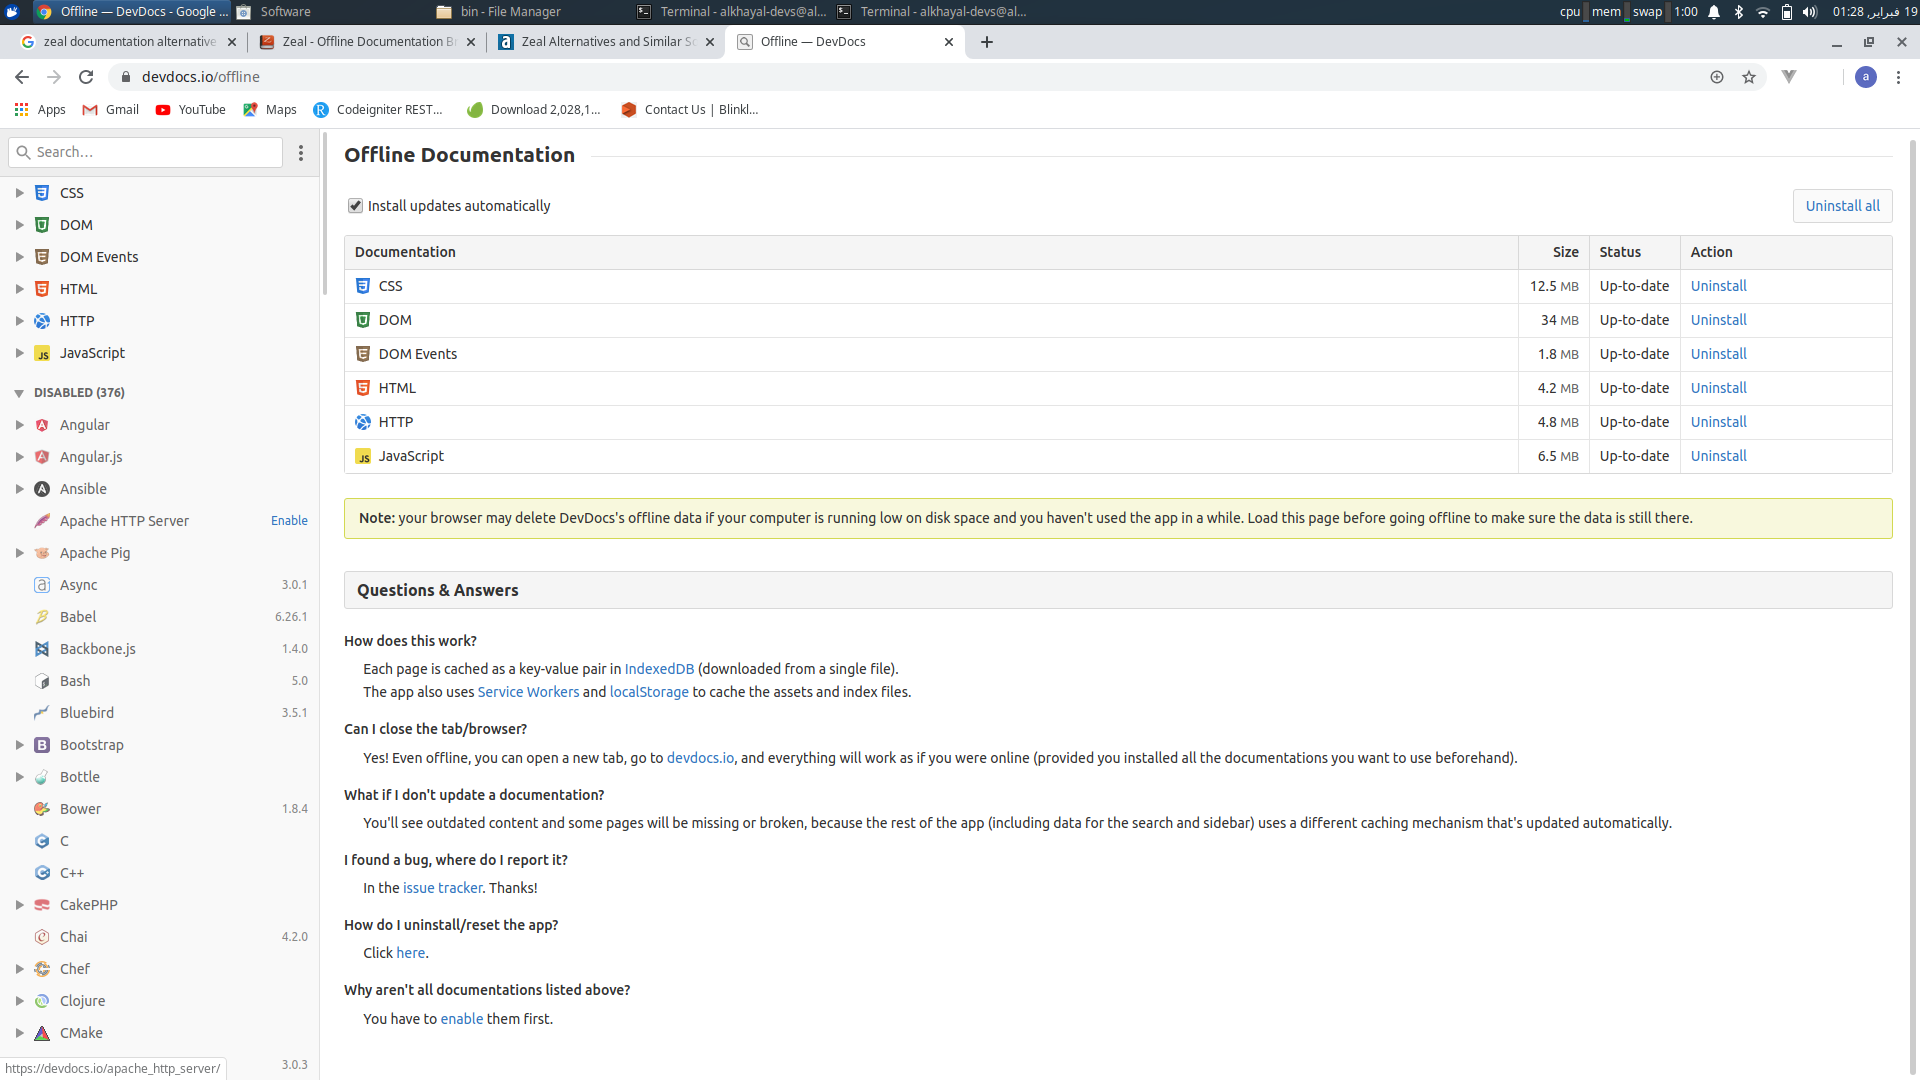 Offline — DevDocs - Google ...
Software
bin - File Manager
Terminal - alkhayal-devs@al...
Terminal - alkhayal-devs@al...
cpu mem swap 1:00
19 فبراير, 01:28
zeal documentation alternative
Zeal - Offline Documentation B
Zeal Alternatives and Similar So
Offline — DevDocs
devdocs.io/offline
a
Apps
Gmail
YouTube
Maps
Codeigniter REST...
Download 2,028,1...
Contact Us | Blinkl...
Search...
CSS
DOM
DOM Events
HTML
HTTP
JavaScript
DISABLED (376)
Angular
Angular.js
Ansible
Apache HTTP Server Enable
Apache Pig
Async 3.0.1
Babel 6.26.1
Backbone.js 1.4.0
Bash 5.0
Bluebird 3.5.1
Bootstrap
Bottle
Bower 1.8.4
C
C++
CakePHP
Chai 4.2.0
Chef
Clojure
CMake
3.0.3
https://devdocs.io/apache_http_server/
Offline Documentation
Install updates automatically
Uninstall all
Documentation Size Status Action
CSS 12.5 MB Up-to-date Uninstall
DOM 34 MB Up-to-date Uninstall
DOM Events 1.8 MB Up-to-date Uninstall
HTML 4.2 MB Up-to-date Uninstall
HTTP 4.8 MB Up-to-date Uninstall
JavaScript 6.5 MB Up-to-date Uninstall
Note: your browser may delete DevDocs's offline data if your computer is running low on disk space and you haven't used the app in a while. Load this page before going offline to make sure the data is still there.
Questions & Answers
How does this work?
Each page is cached as a key-value pair in IndexedDB (downloaded from a single file).
The app also uses Service Workers and localStorage to cache the assets and index files.
Can I close the tab/browser?
Yes! Even offline, you can open a new tab, go to devdocs.io, and everything will work as if you were online (provided you installed all the documentations you want to use beforehand).
What if I don't update a documentation?
You'll see outdated content and some pages will be missing or broken, because the rest of the app (including data for the search and sidebar) uses a different caching mechanism that's updated automatically.
I found a bug, where do I report it?
In the issue tracker. Thanks!
How do I uninstall/reset the app?
Click here.
Why aren't all documentations listed above?
You have to enable them first.